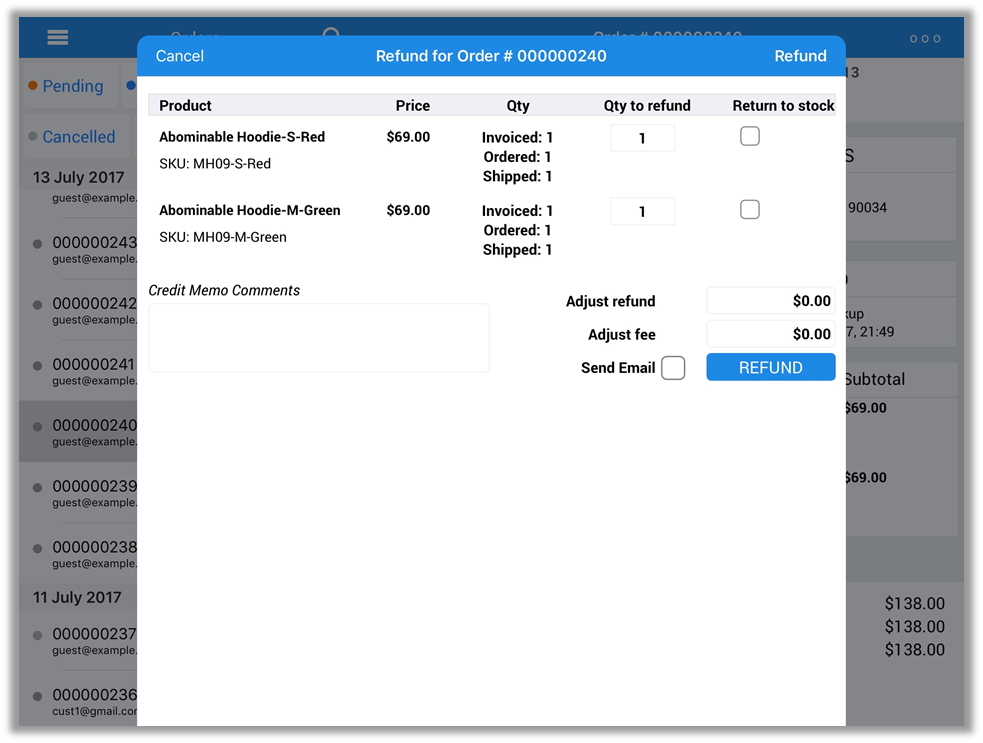 Orders
Order # 000000240
Cancel
Refund for Order # 000000240
Refund
Pending
Cancelled
13 July 2017
guest@example.
000000243
guest@example.
000000242
guest@example.
000000241
guest@example.
000000240
guest@example.
000000239
guest@example.
000000238
guest@example.
11 July 2017
000000237
guest@example.
000000236
cust1@gmail.com
Product Price Qty Qty to refund Return to stock
Abominable Hoodie-S-Red $69.00 Invoiced: 1 1
SKU: MH09-S-Red Ordered: 1
Shipped: 1
Abominable Hoodie-M-Green $69.00 Invoiced: 1 1
SKU: MH09-M-Green Ordered: 1
Shipped: 1
Credit Memo Comments
Adjust refund $0.00
Adjust fee $0.00
Send Email REFUND
13
S
90034
kup
7, 21:49
Subtotal
$69.00
$69.00
$138.00
$138.00
$138.00